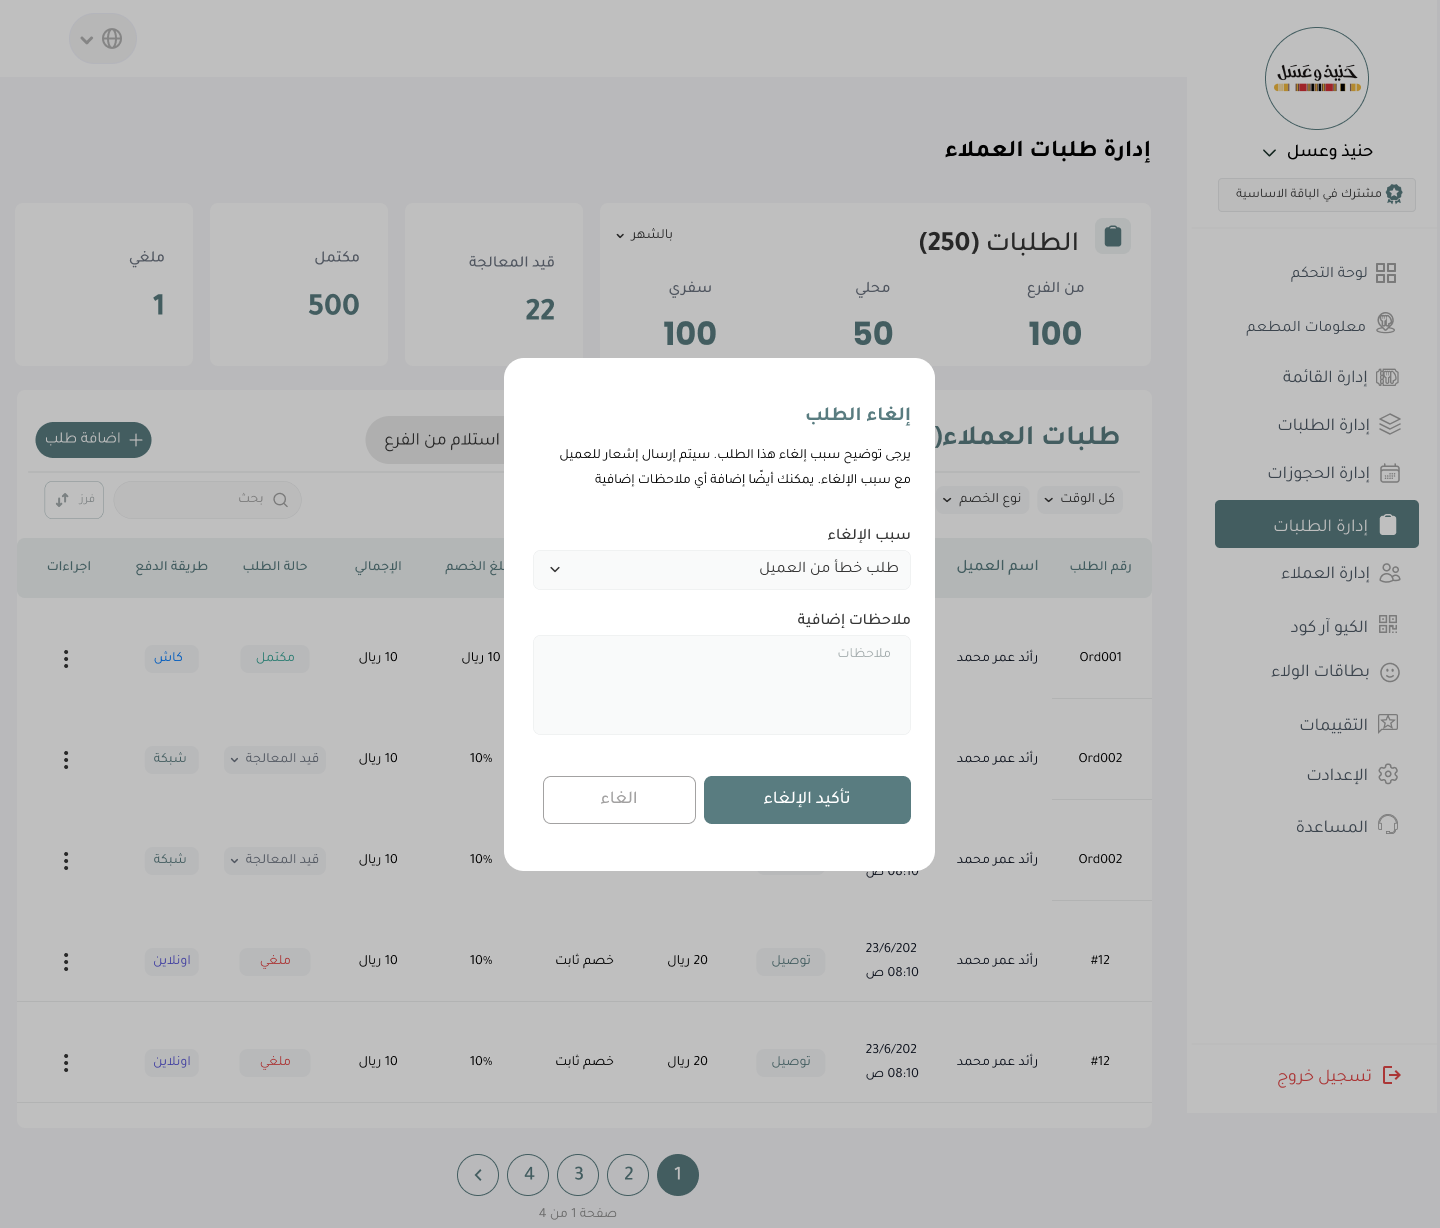 حنيذ وعسل
حنيذ وعسل
مشترك في الباقة الاساسية
لوحة التحكم
معلومات المطعم
إدارة القائمة
إدارة الطلبات
إدارة الحجوزات
إدارة الطلبات
إدارة العملاء
الكيو آر كود
بطاقات الولاء
التقييمات
الإعدادت
المساعدة
تسجيل خروج
إدارة طلبات العملاء
الطلبات (250)
بالشهر
من الفرع
محلي
سفري
100
50
100
قيد المعالجة
22
مكتمل
500
ملغي
1
طلبات العملاء(
استلام من الفرع
+ اضافة طلب
كل الوقت
نوع الخصم
بحث
فرز
رقم الطلب اسم العميل لغ الخصم الإجمالي حالة الطلب طريقة الدفع اجراءات
Ord001 رأئد عمر محمد 10 ريال 10 ريال مكتمل كاش
Ord002 رأئد عمر محمد 10% 10 ريال قيد المعالجة شبكة
Ord002 رأئد عمر محمد 08:10 ص 10% 10 ريال قيد المعالجة شبكة
#12 رأئد عمر محمد 23/6/202 08:10 ص توصيل 20 ريال خصم ثابت 10% 10 ريال ملغي اونلاين
#12 رأئد عمر محمد 23/6/202 08:10 ص توصيل 20 ريال خصم ثابت 10% 10 ريال ملغي اونلاين
1 2 3 4
صفحة 1 من 4
إلغاء الطلب
يرجى توضيح سبب إلغاء هذا الطلب. سيتم إرسال إشعار للعميل
مع سبب الإلغاء. يمكنك أيضًا إضافة أي ملاحظات إضافية
سبب الإلغاء
طلب خطأ من العميل
ملاحظات إضافية
ملاحظات
تأكيد الإلغاء
الغاء